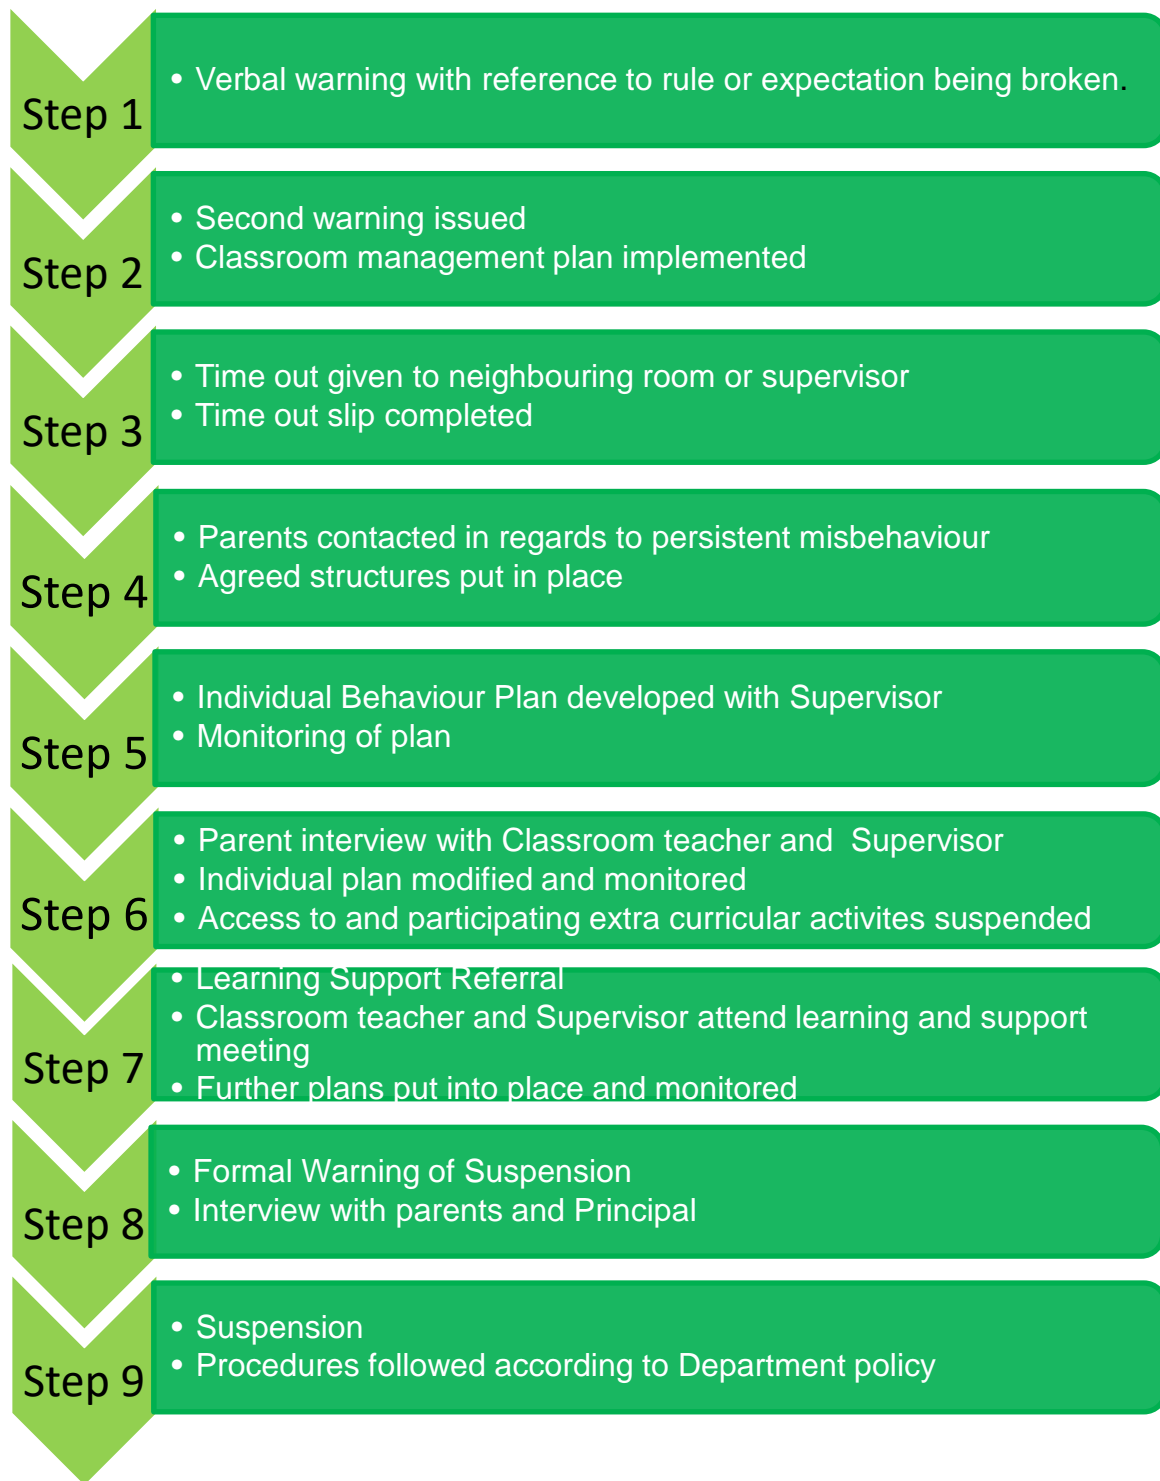 Step 1
• Verbal warning with reference to rule or expectation being broken.
Step 2
• Second warning issued
• Classroom management plan implemented
Step 3
• Time out given to neighbouring room or supervisor
• Time out slip completed
Step 4
• Parents contacted in regards to persistent misbehaviour
• Agreed structures put in place
Step 5
• Individual Behaviour Plan developed with Supervisor
• Monitoring of plan
Step 6
• Parent interview with Classroom teacher and Supervisor
• Individual plan modified and monitored
• Access to and participating extra curricular activites suspended
Step 7
• Learning Support Referral
• Classroom teacher and Supervisor attend learning and support
meeting
• Further plans put into place and monitored
Step 8
• Formal Warning of Suspension
• Interview with parents and Principal
Step 9
• Suspension
• Procedures followed according to Department policy